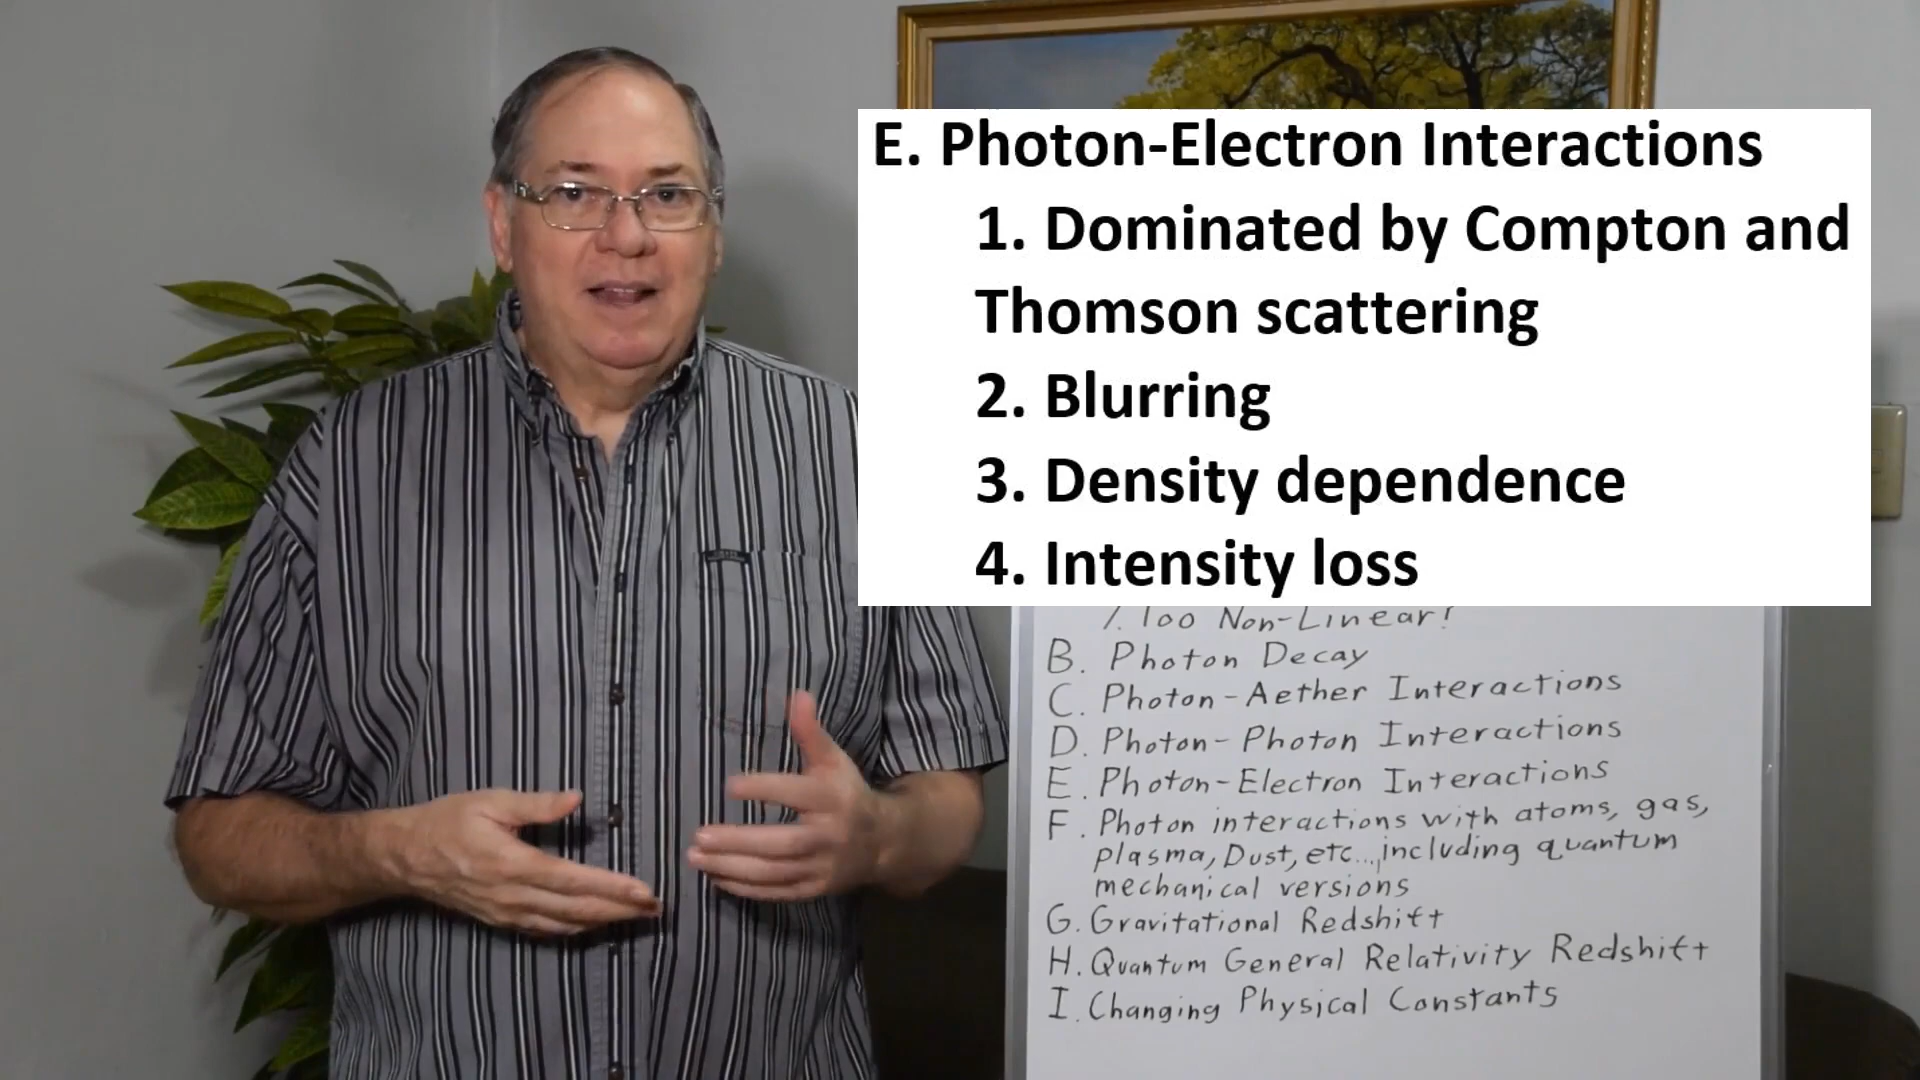 E. Photon-Electron Interactions
1. Dominated by Compton and
Thomson scattering
2. Blurring
3. Density dependence
4. Intensity loss
1. Too Non-Linear!
B. Photon Decay
C. Photon-Aether Interactions
D. Photon-Photon Interactions
E. Photon-Electron Interactions
F. Photon interactions with atoms, gas,
plasma, Dust, etc..., including quantum
mechanical versions
G. Gravitational Redshift
H. Quantum General Relativity Redshift
I. Changing Physical Constants